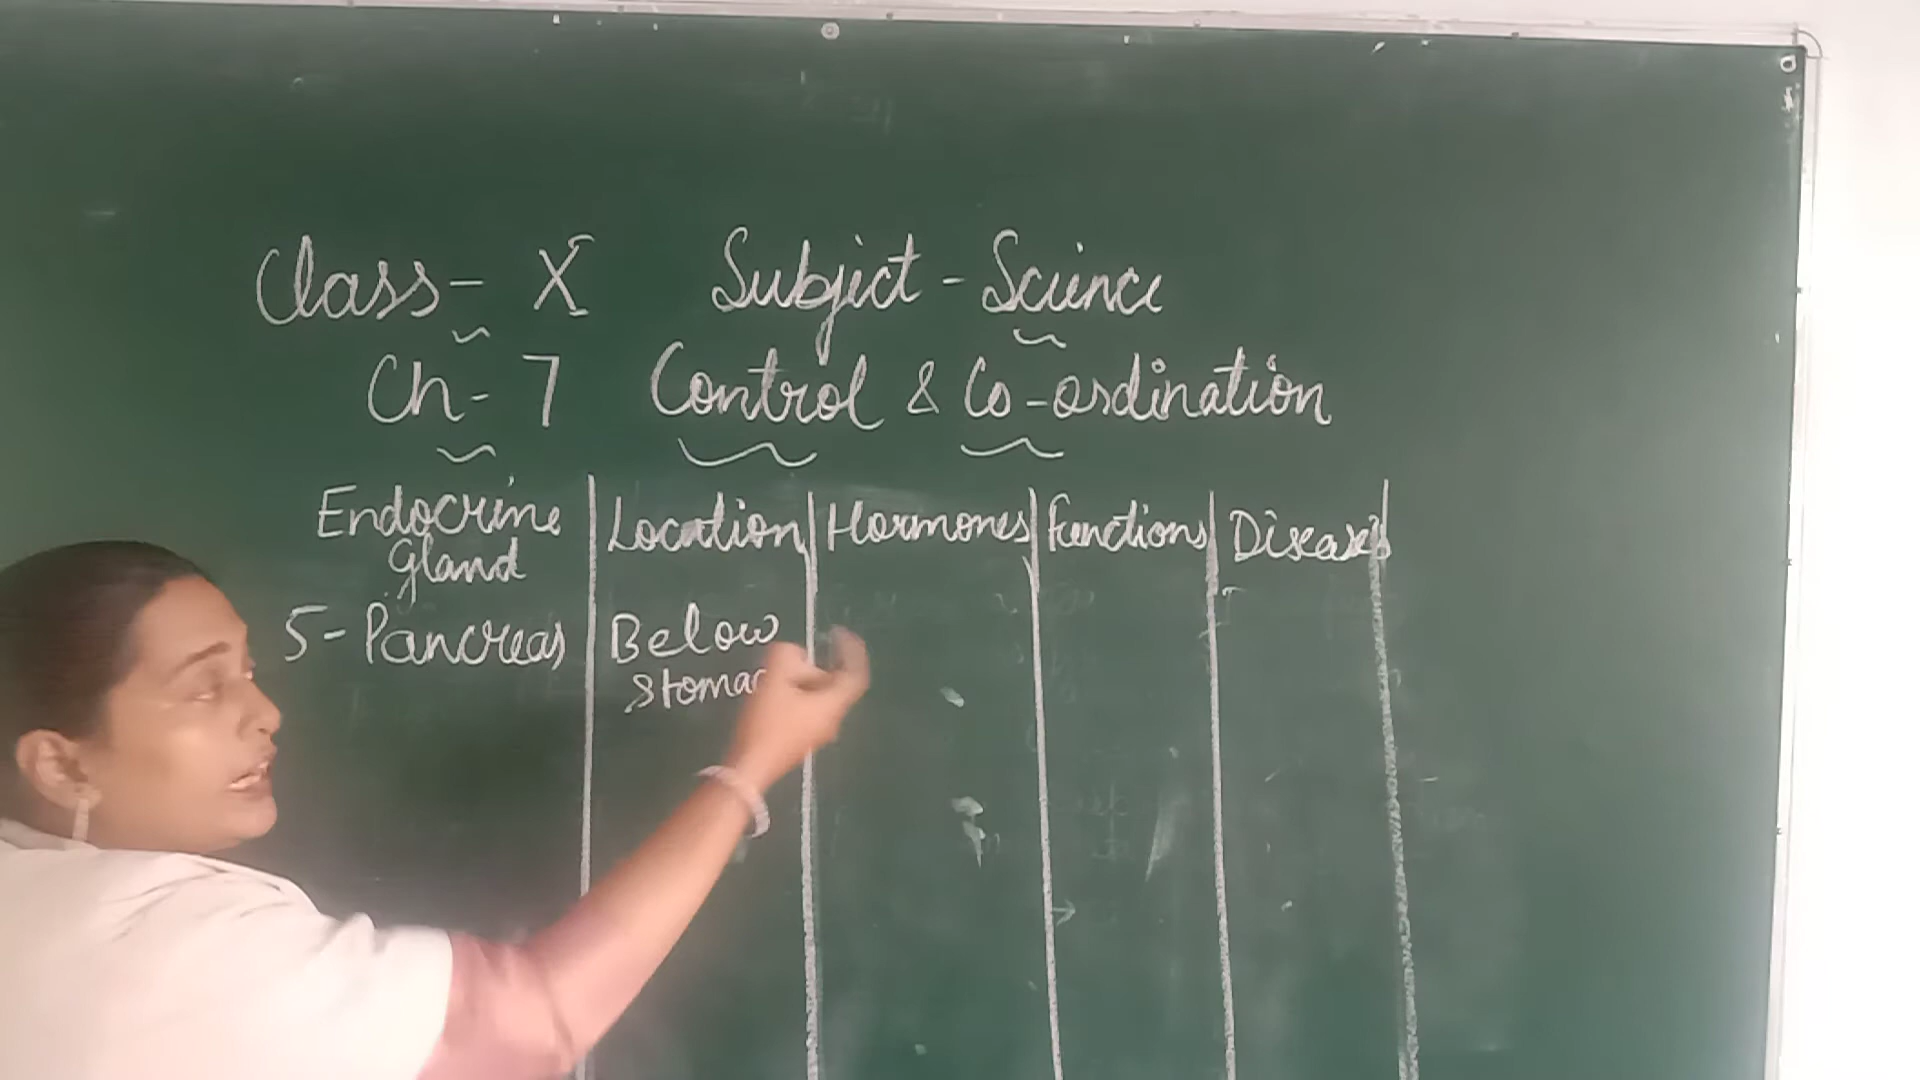 Class- X Subject - Science
Ch- 7 Control & Co-ordination
Endocrine Gland Location Hormones Functions Diseases
5- Pancreas Below